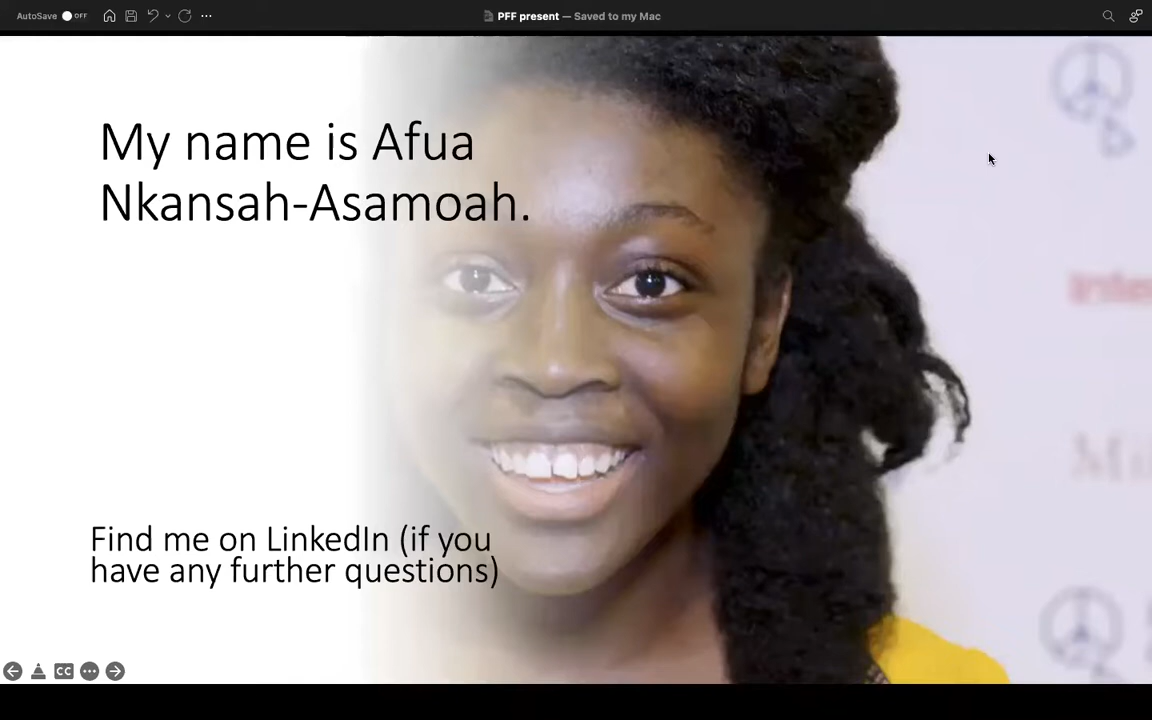 AutoSave OFF
PFF present — Saved to my Mac
My name is Afua
Nkansah-Asamoah.
Find me on LinkedIn (if you
have any further questions)
CC